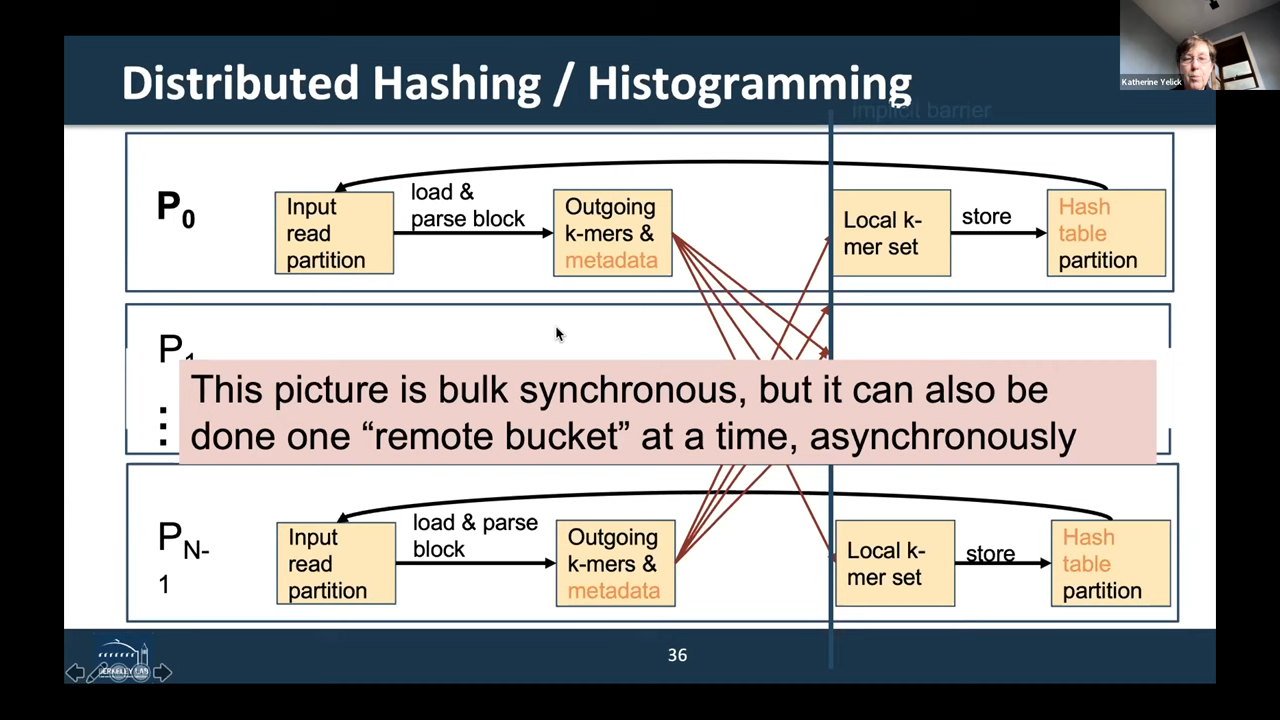 Katherine Yelick
Distributed Hashing / Histogramming
implicit barrier
P0
Input
read
partition
load &
parse block
Outgoing
k-mers &
metadata
Local k-
mer set
store
Hash
table
partition
P1
⋮
This picture is bulk synchronous, but it can also be
done one “remote bucket” at a time, asynchronously
PN-
1
Input
read
partition
load & parse
block
Outgoing
k-mers &
metadata
Local k-
mer set
store
Hash
table
partition
BERKELEY LAB
36